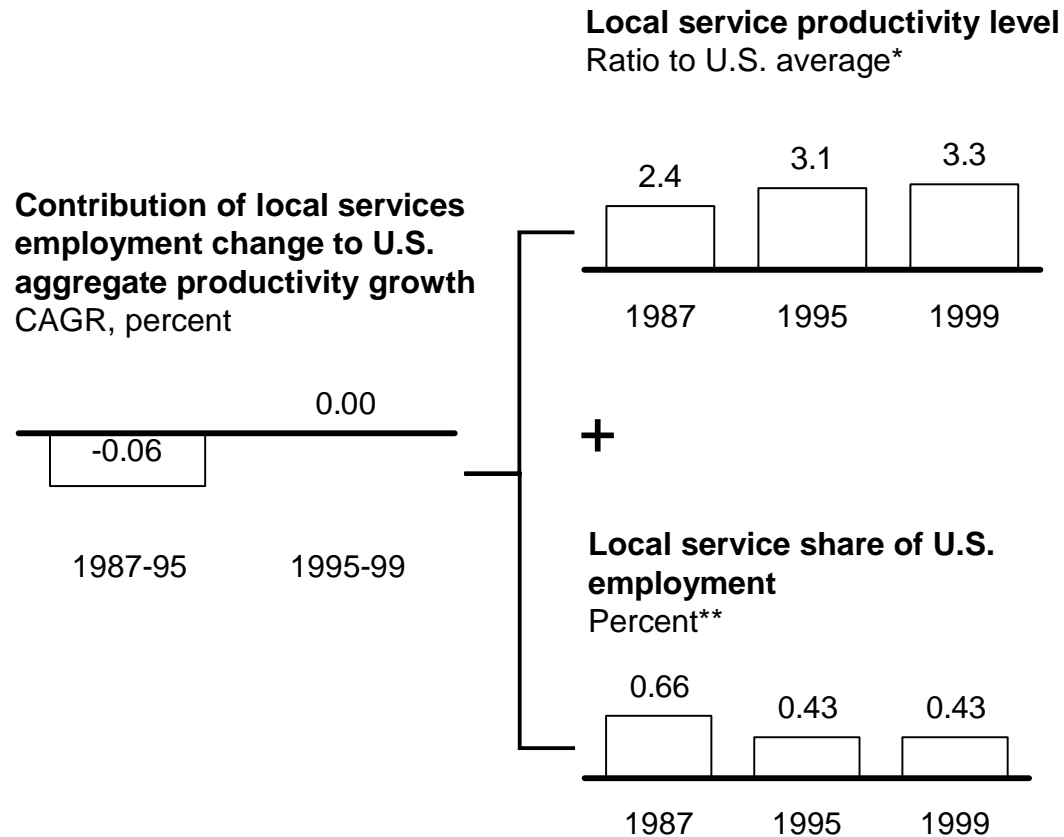 Local service productivity level
Ratio to U.S. average*
2.4
3.1
3.3
1987
1995
1999
Contribution of local services
employment change to U.S.
aggregate productivity growth
CAGR, percent
0.00
-0.06
1987-95
1995-99
+
Local service share of U.S.
employment
Percent**
0.66
0.43
0.43
1987
1995
1999